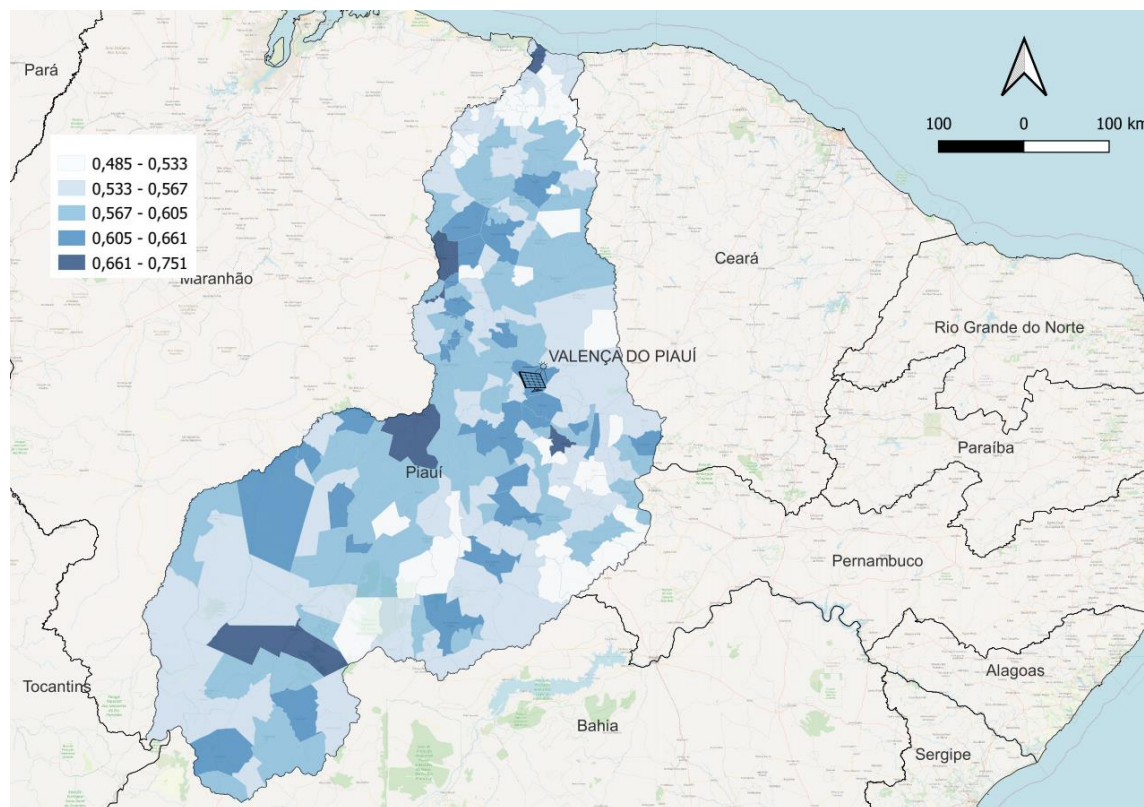 Pará
100 0 100 km
0,485 - 0,533
0,533 - 0,567
0,567 - 0,605
0,605 - 0,661
0,661 - 0,751
Maranhão
Ceará
Rio Grande do Norte
VALENÇA DO PIAUÍ
Paraíba
Piauí
Pernambuco
Alagoas
Tocantins
Bahia
Sergipe